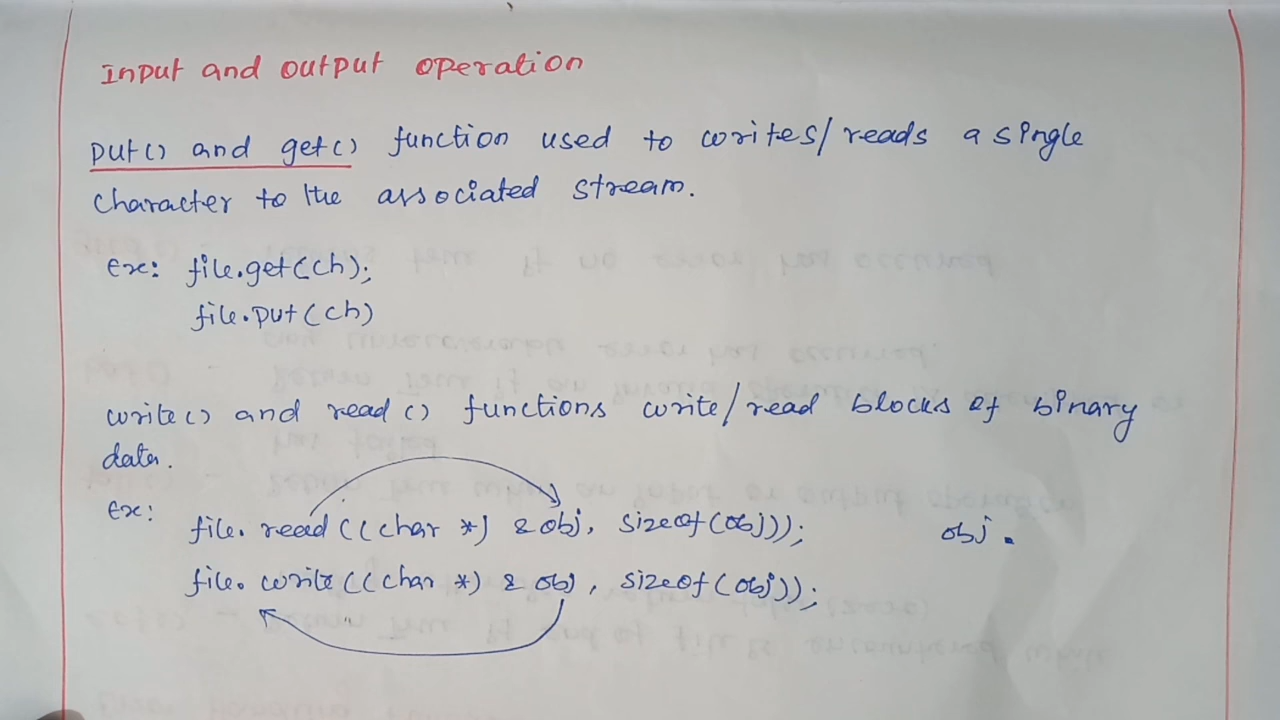 Input and output operation
put() and get() function used to writes/reads a single
character to the associated stream.
Ex: file.get(ch);
file.put(ch)
write() and read() functions write/read blocks of binary
data.
Ex:
file.read((char *) &obj, sizeof(obj)); obj.
file.write((char *) &obj, sizeof(obj));